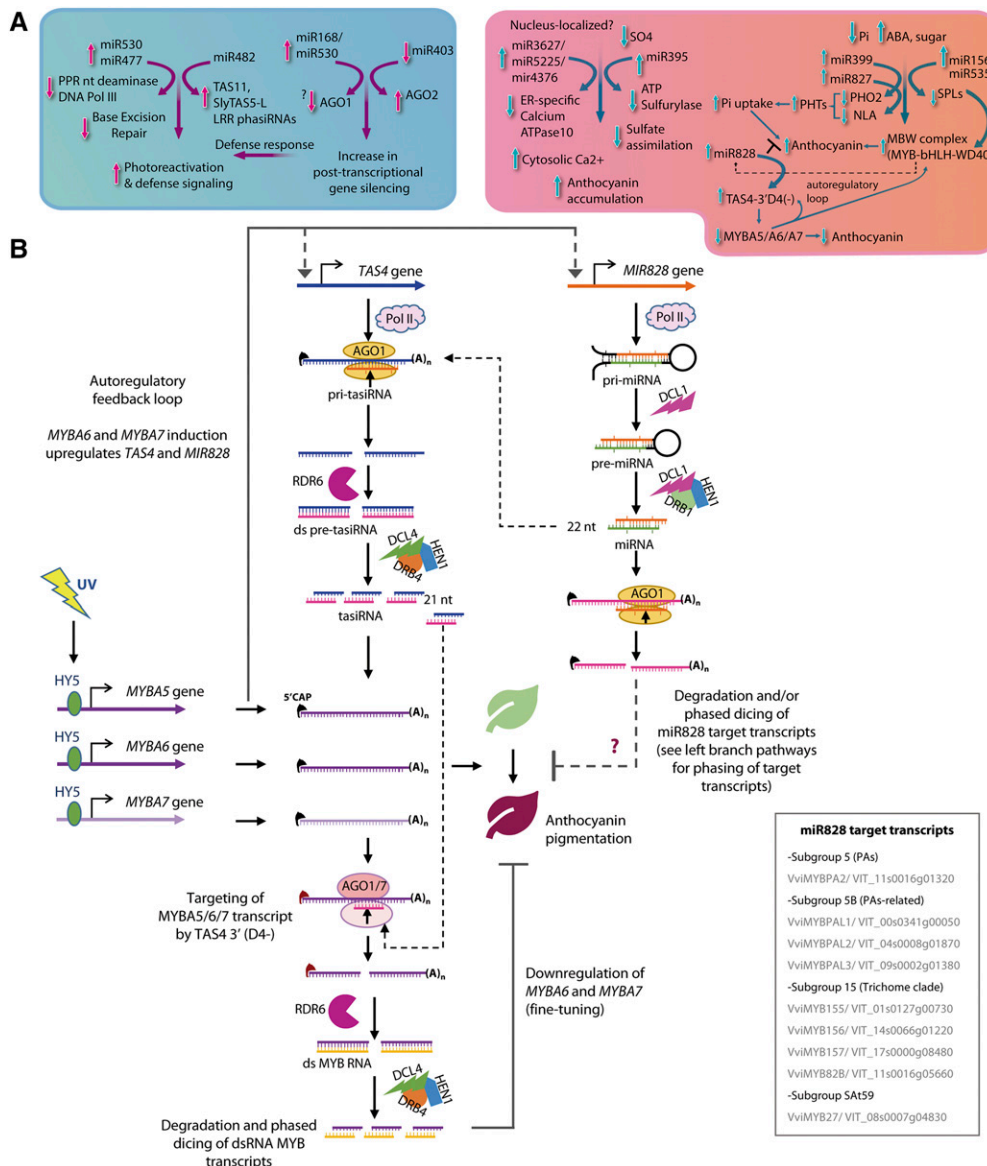 A
miR530
miR477
miR482
PPR nt deaminase
DNA Pol III
TAS11,
SlyTAS5-L
LRR phasiRNAs
Base Excision
Repair
Photoreactivation
& defense signaling
miR168/
miR530
miR403
?
AGO1
AGO2
Defense response
Increase in
post-transcriptional
gene silencing
Nucleus-localized?
miR3627/
miR5225/
mir4376
SO4
miR395
ER-specific
Calcium
ATPase10
ATP
Sulfurylase
Sulfate
assimilation
Cytosolic Ca2+
Anthocyanin
accumulation
Pi
ABA, sugar
miR399
miR827
miR156
miR535
Pi uptake
PHTs
PHO2
NLA
SPLs
Anthocyanin
MBW complex
(MYB-bHLH-WD40)
miR828
autoregulatory
loop
TAS4-3'D4(-)
MYBA5/A6/A7
Anthocyanin
B
TAS4 gene
MIR828 gene
Pol II
Pol II
AGO1
(A)n
pri-tasiRNA
pri-miRNA
DCL1
Autoregulatory
feedback loop
MYBA6 and MYBA7 induction
upregulates TAS4 and MIR828
pre-miRNA
RDR6
DCL1
HEN1
DRB1
ds pre-tasiRNA
22 nt
miRNA
DCL4
HEN1
DRB4
21 nt
tasiRNA
AGO1
(A)n
(A)n
UV
HY5
MYBA5 gene
5'CAP
(A)n
HY5
MYBA6 gene
(A)n
HY5
MYBA7 gene
(A)n
Degradation and/or
phased dicing of
miR828 target transcripts
(see left branch pathways
for phasing of target
transcripts)
?
Anthocyanin
pigmentation
Targeting of
MYBA5/6/7 transcript
by TAS4 3' (D4-)
AGO1/7
(A)n
(A)n
RDR6
ds MYB RNA
DCL4
HEN1
DRB4
Degradation and phased
dicing of dsRNA MYB
transcripts
Downregulation of
MYBA6 and MYBA7
(fine-tuning)
miR828 target transcripts
-Subgroup 5 (PAs)
VviMYBPA2/ VIT_11s0016g01320
-Subgroup 5B (PAs-related)
VviMYBPAL1/ VIT_00s0341g00050
VviMYBPAL2/ VIT_04s0008g01870
VviMYBPAL3/ VIT_09s0002g01380
-Subgroup 15 (Trichome clade)
VviMYB155/ VIT_01s0127g00730
VviMYB156/ VIT_14s0066g01220
VviMYB157/ VIT_17s0000g08480
VviMYB82B/ VIT_11s0016g05660
-Subgroup SAt59
VviMYB27/ VIT_08s0007g04830